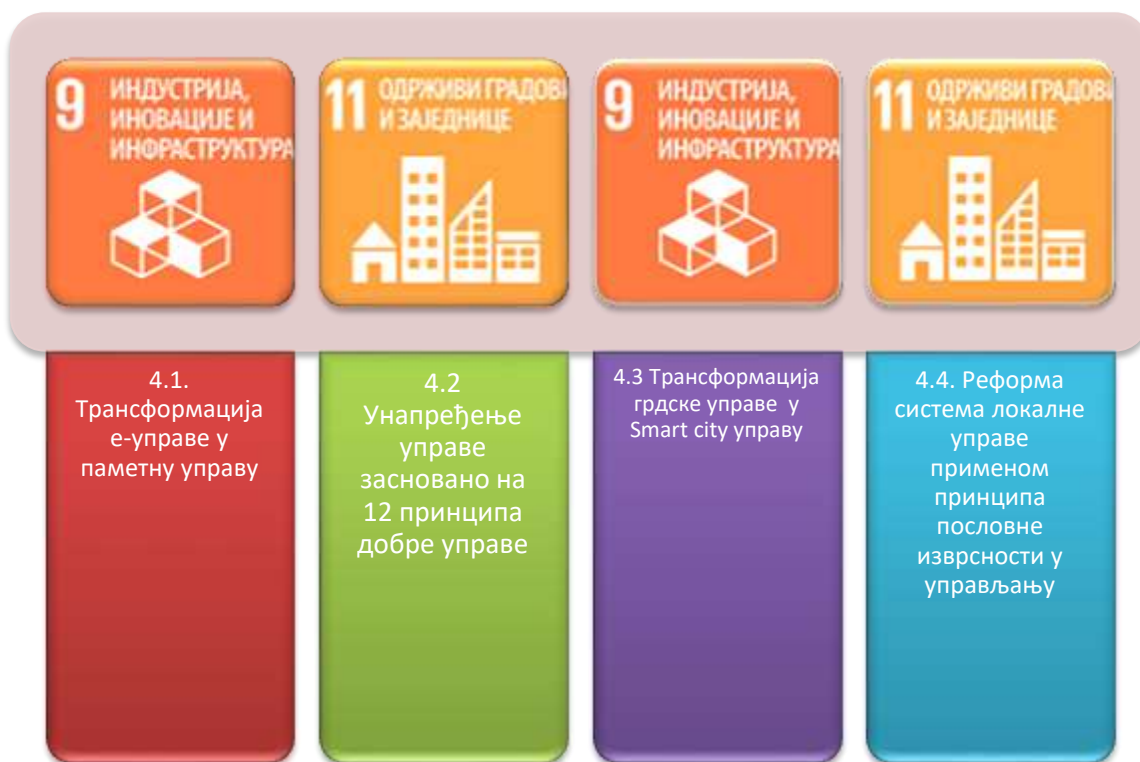 9 ИНДУСТРИЈА,
ИНОВАЦИЈЕ И
ИНФРАСТРУКТУРА
11 ОДРЖИВИ ГРАДОВИ
И ЗАЈЕДНИЦЕ
9 ИНДУСТРИЈА,
ИНОВАЦИЈЕ И
ИНФРАСТРУКТУРА
11 ОДРЖИВИ ГРАДОВИ
И ЗАЈЕДНИЦЕ
4.1.
Трансформација
е-управе у
паметну управу
4.2
Унапређење
управе
засновано на
12 принципа
добре управе
4.3 Трансформација
грдске управе у
Smart city управу
4.4. Реформа
система локалне
управе
применом
принципа
пословне
изврсности у
управљању